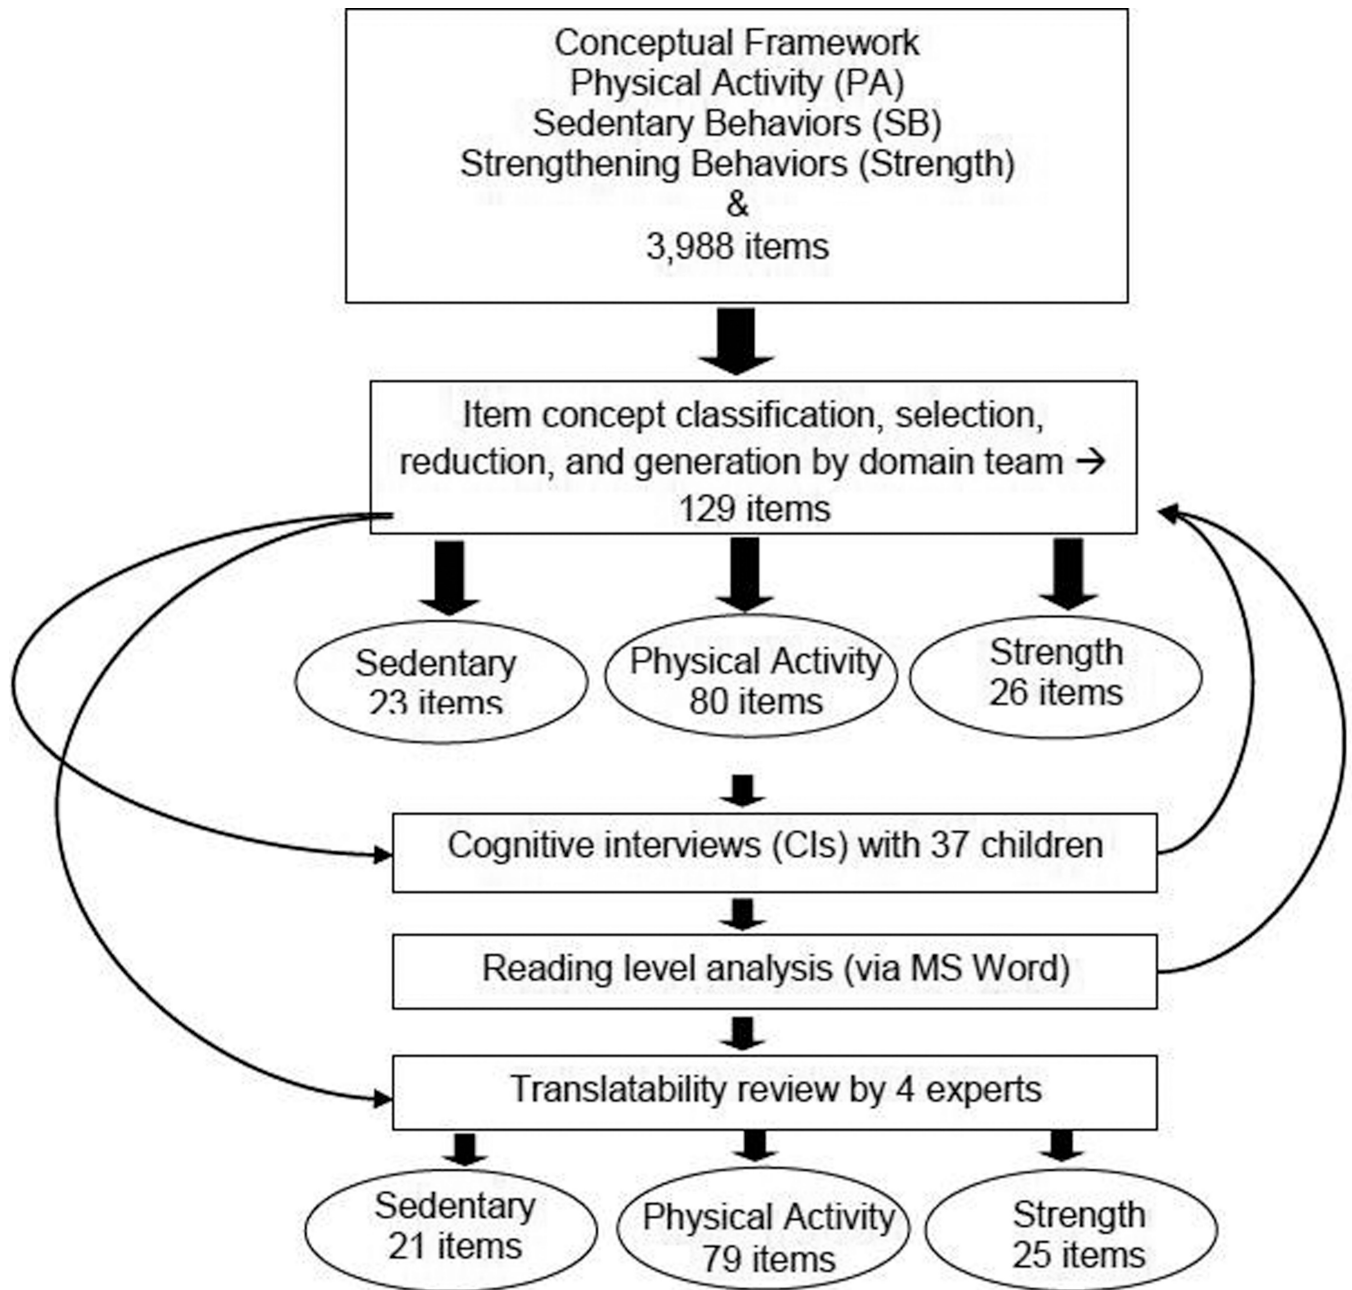 Conceptual Framework
Physical Activity (PA)
Sedentary Behaviors (SB)
Strengthening Behaviors (Strength)
&
3,988 items
Item concept classification, selection,
reduction, and generation by domain team →
129 items
Sedentary
23 items
Physical Activity
80 items
Strength
26 items
Cognitive interviews (CIs) with 37 children
Reading level analysis (via MS Word)
Translatability review by 4 experts
Sedentary
21 items
Physical Activity
79 items
Strength
25 items